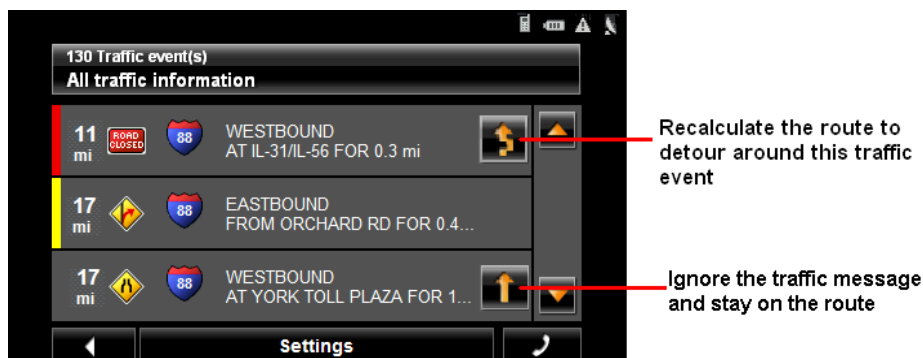 130 Traffic event(s)
All traffic information
11 mi
ROAD CLOSED
88
WESTBOUND
AT IL-31/IL-56 FOR 0.3 mi
17 mi
88
EASTBOUND
FROM ORCHARD RD FOR 0.4...
17 mi
88
WESTBOUND
AT YORK TOLL PLAZA FOR 1...
Settings
Recalculate the route to
detour around this traffic
event
Ignore the traffic message
and stay on the route